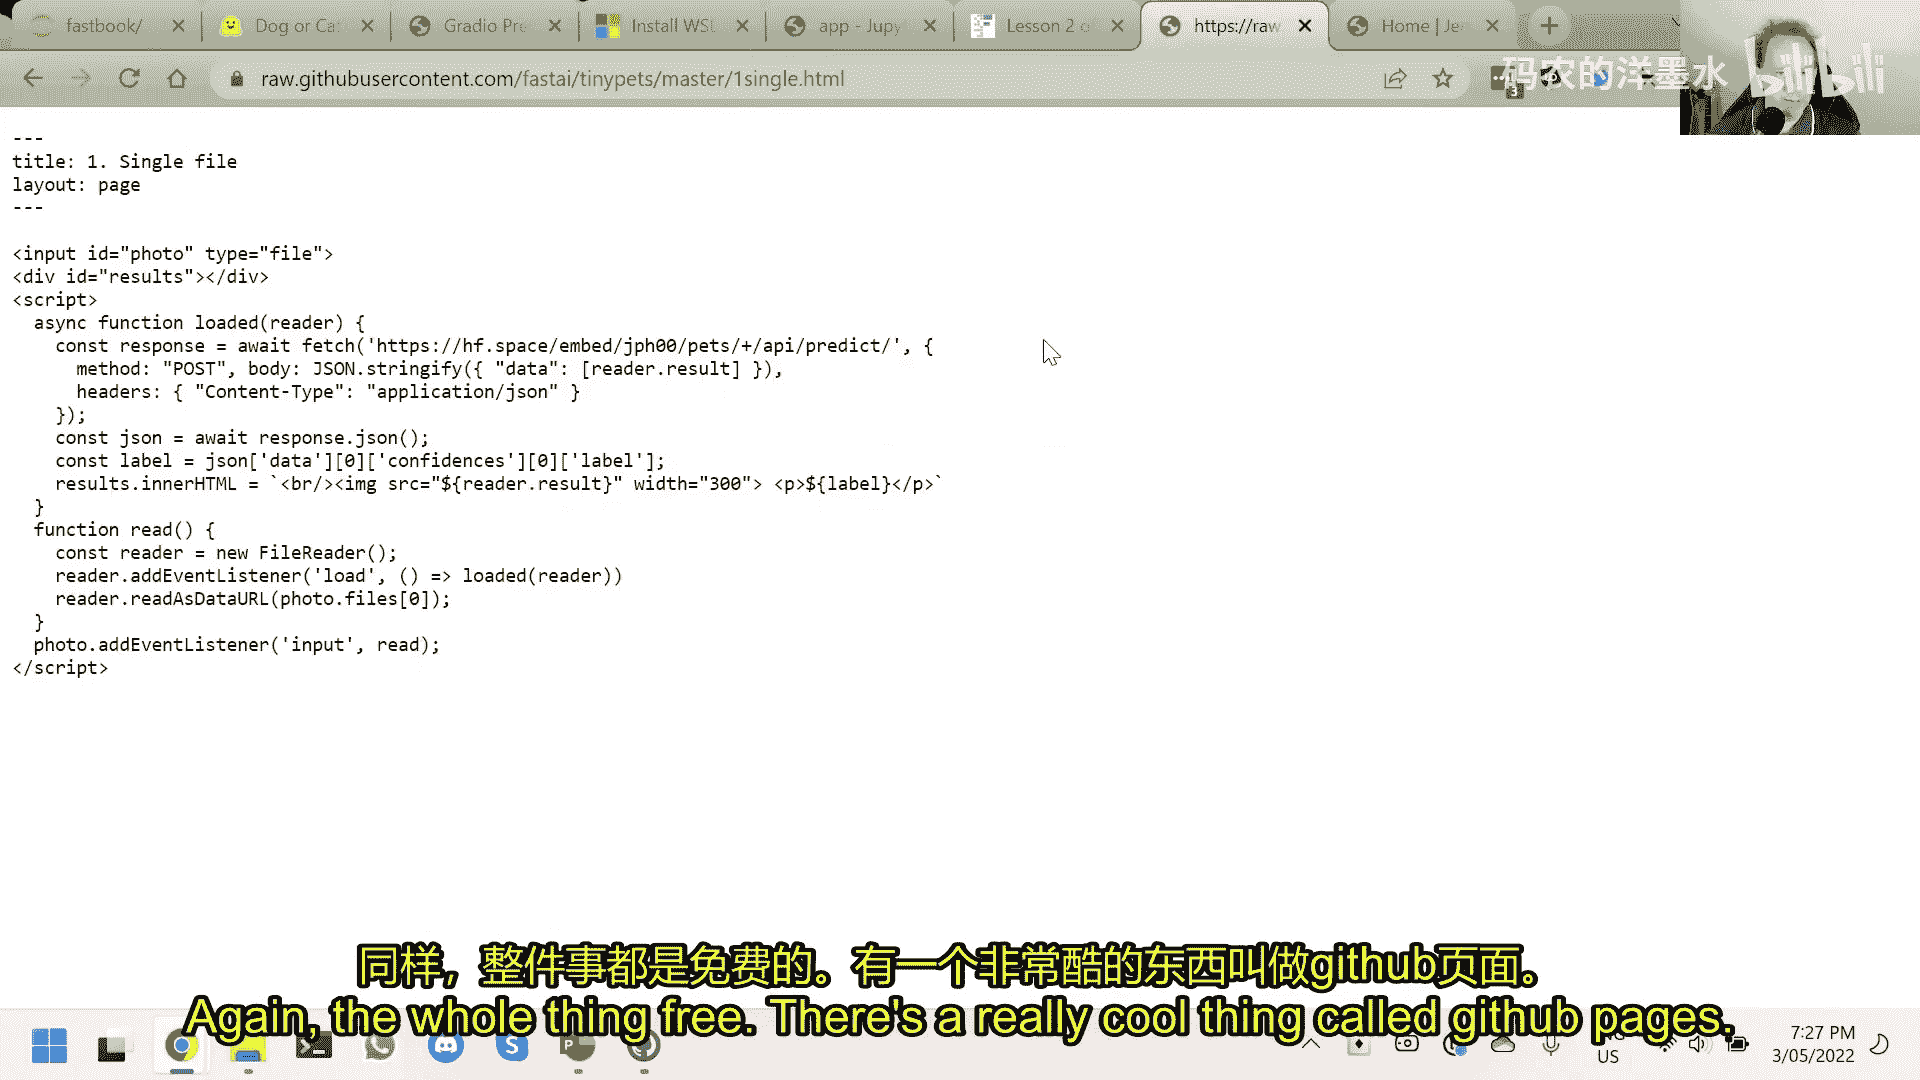 fastbook/
Dog or Cat
Gradio Pre
Install WSL
app - Jupy
Lesson 2 o
https://raw
Home | Je
raw.githubusercontent.com/fastai/tinypets/master/1single.html
3
码农的洋墨水 bilibili
---
title: 1. Single file
layout: page
---
<input id="photo" type="file">
<div id="results"></div>
<script>
  async function loaded(reader) {
    const response = await fetch('https://hf.space/embed/jph00/pets/+/api/predict/', {
      method: "POST", body: JSON.stringify({ "data": [reader.result] }),
      headers: { "Content-Type": "application/json" }
    });
    const json = await response.json();
    const label = json['data'][0]['confidences'][0]['label'];
    results.innerHTML = `<br/><img src="${reader.result}" width="300"> <p>${label}</p>`
  }
  function read() {
    const reader = new FileReader();
    reader.addEventListener('load', () => loaded(reader))
    reader.readAsDataURL(photo.files[0]);
  }
  photo.addEventListener('input', read);
</script>
同样，整件事都是免费的。有一个非常酷的东西叫做github页面。
Again, the whole thing free. There's a really cool thing called github pages.
US
7:27 PM
3/05/2022